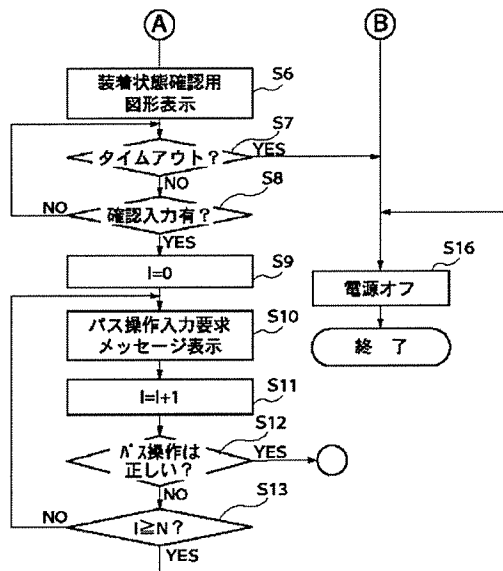 A
B
S6
装着状態確認用
図形表示
S7
タイムアウト?
YES
NO
S8
NO
確認入力有?
YES
S9
I=0
S16
電源オフ
S10
パス操作入力要求
メッセージ表示
終 了
S11
I=I+1
S12
パス操作は
正しい?
YES
NO
S13
NO
I≧N?
YES